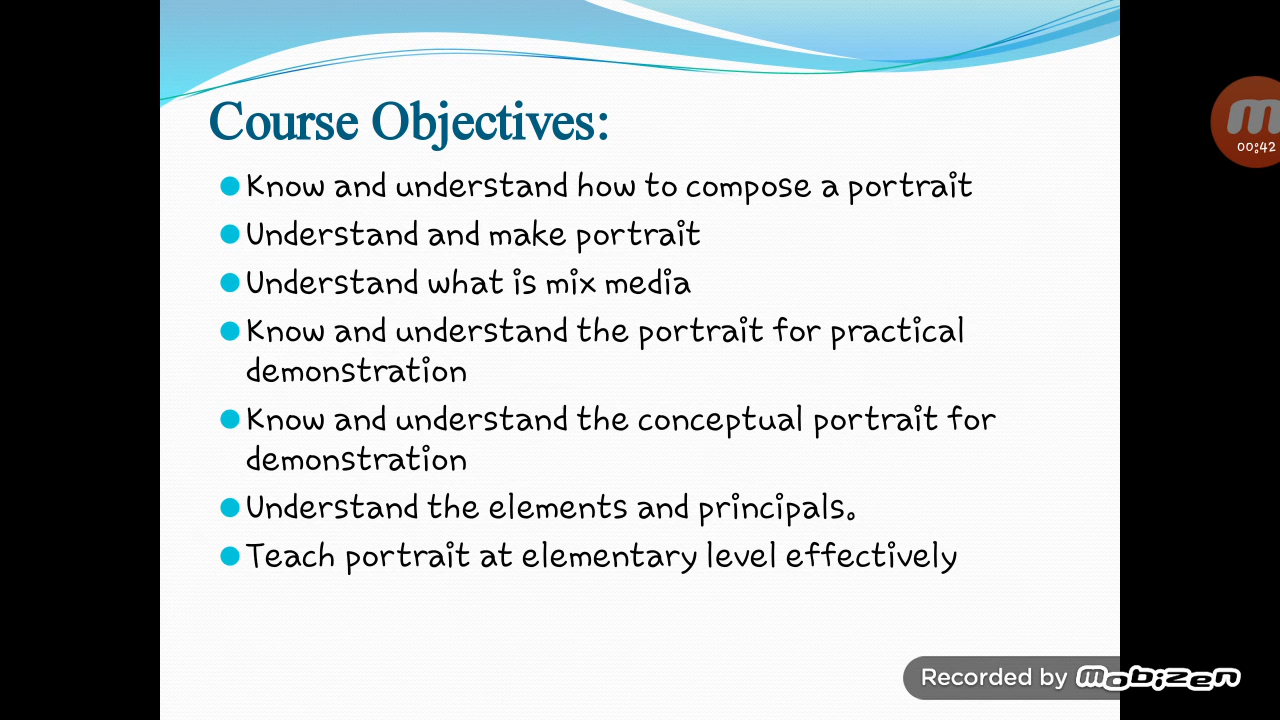 Course Objectives:
Know and understand how to compose a portrait
Understand and make portrait
Understand what is mix media
Know and understand the portrait for practical
demonstration
Know and understand the conceptual portrait for
demonstration
Understand the elements and principals.
Teach portrait at elementary level effectively
m
00:42
Recorded by mobizen